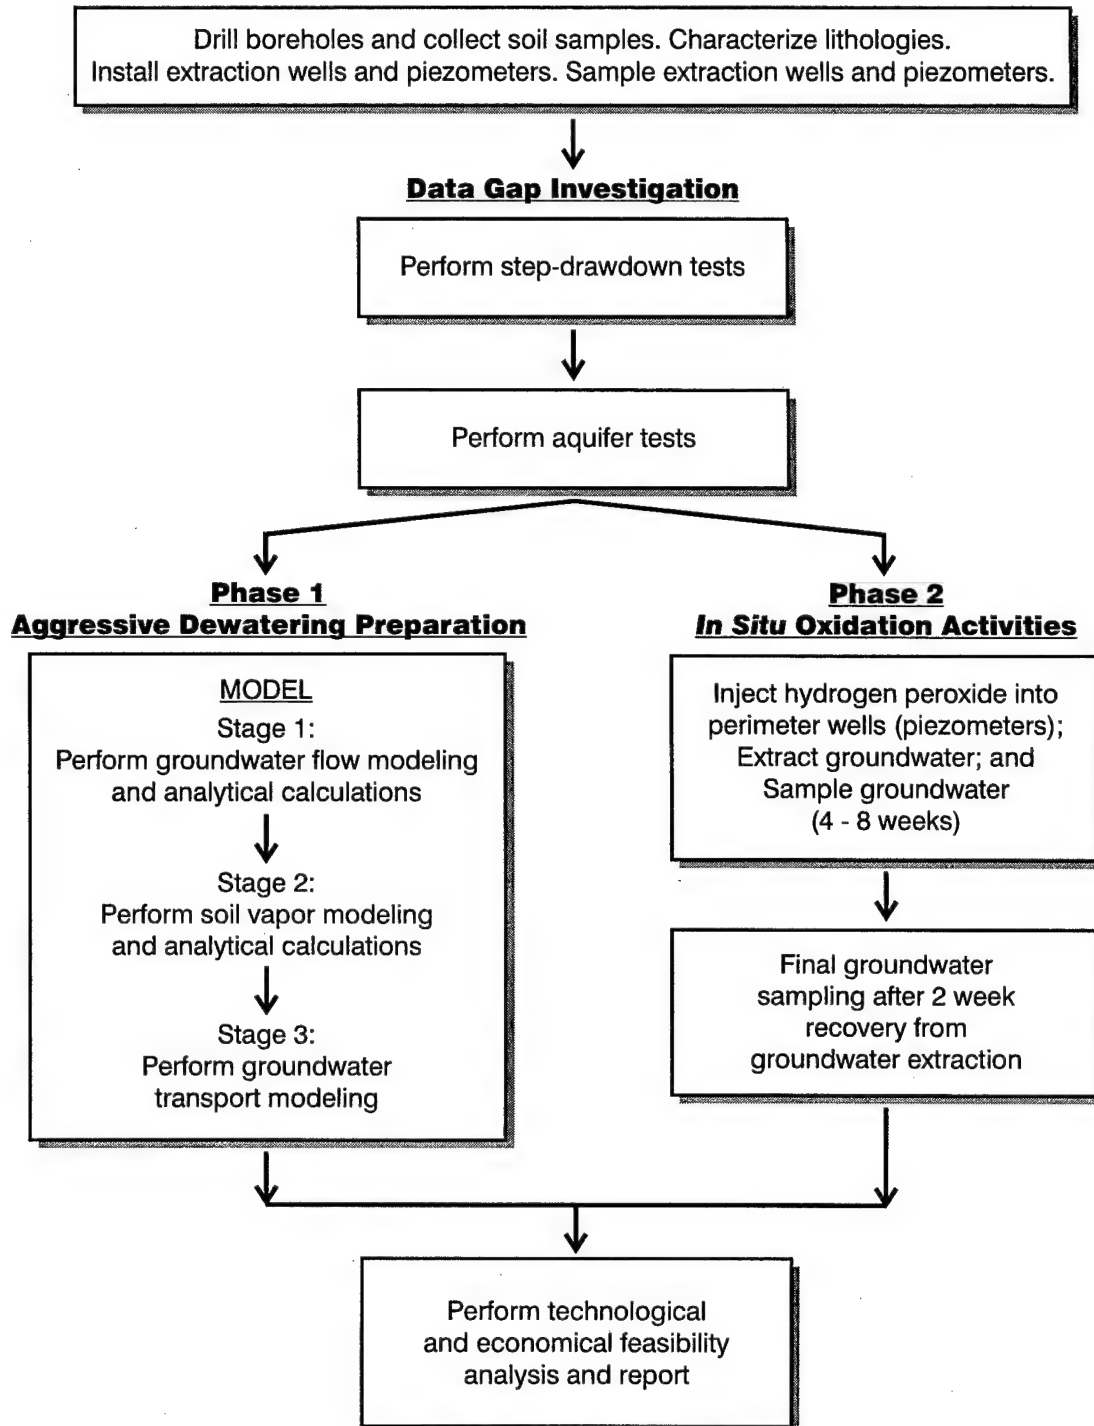 Drill boreholes and collect soil samples. Characterize lithologies.
Install extraction wells and piezometers. Sample extraction wells and piezometers.
Data Gap Investigation
Perform step-drawdown tests
Perform aquifer tests
Phase 1
Aggressive Dewatering Preparation
MODEL
Stage 1:
Perform groundwater flow modeling
and analytical calculations
Stage 2:
Perform soil vapor modeling
and analytical calculations
Stage 3:
Perform groundwater
transport modeling
Phase 2
In Situ Oxidation Activities
Inject hydrogen peroxide into
perimeter wells (piezometers);
Extract groundwater; and
Sample groundwater
(4 - 8 weeks)
Final groundwater
sampling after 2 week
recovery from
groundwater extraction
Perform technological
and economical feasibility
analysis and report